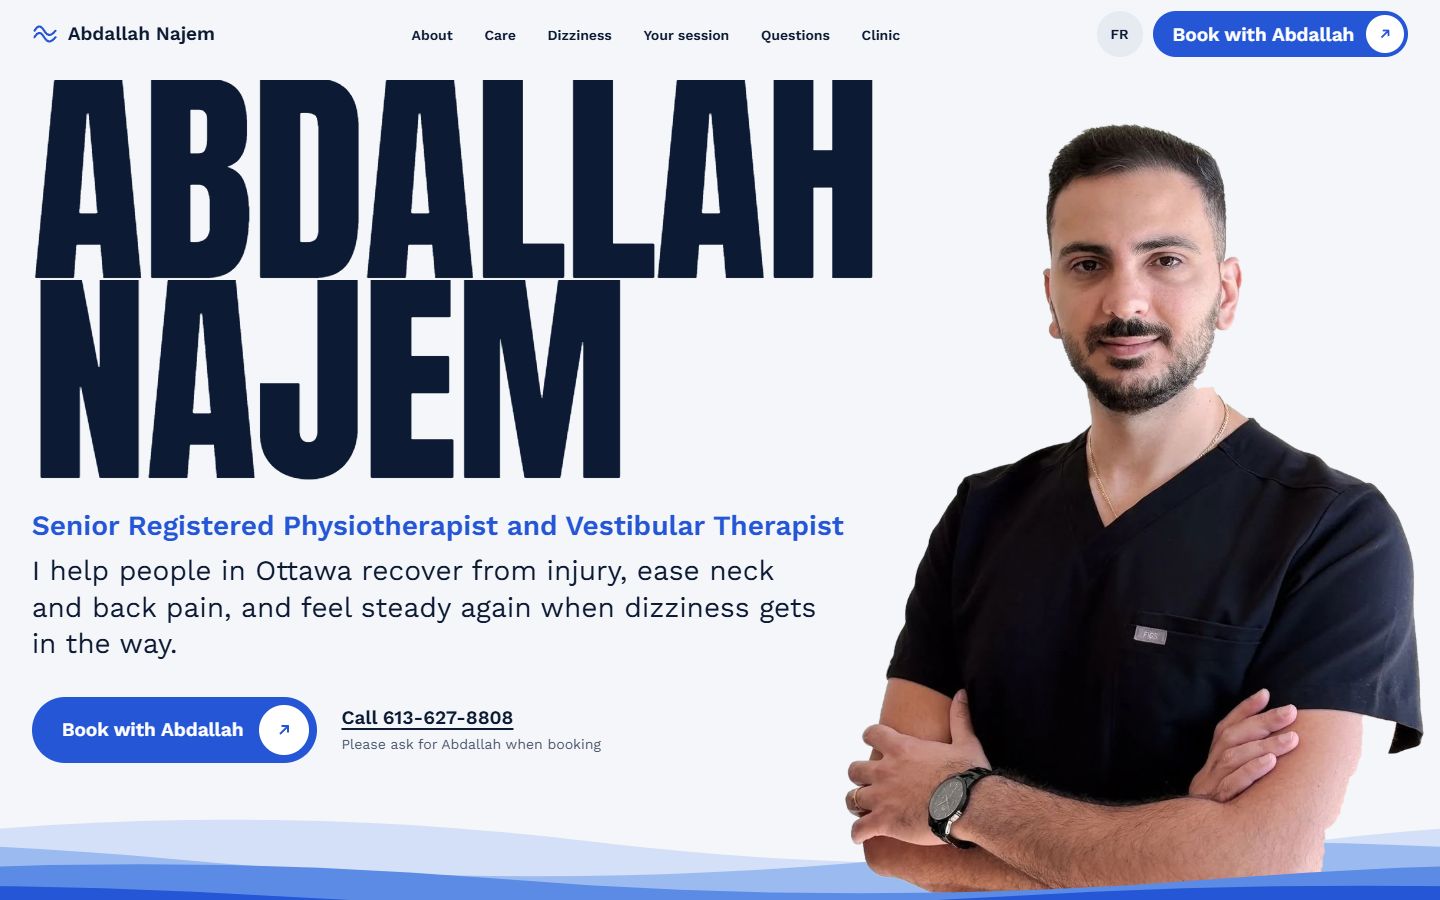 Abdallah Najem
About
Care
Dizziness
Your session
Questions
Clinic
FR
Book with Abdallah
ABDALLAH
NAJEM
Senior Registered Physiotherapist and Vestibular Therapist
I help people in Ottawa recover from injury, ease neck
and back pain, and feel steady again when dizziness gets
in the way.
Book with Abdallah
Call 613-627-8808
Please ask for Abdallah when booking
FIGS